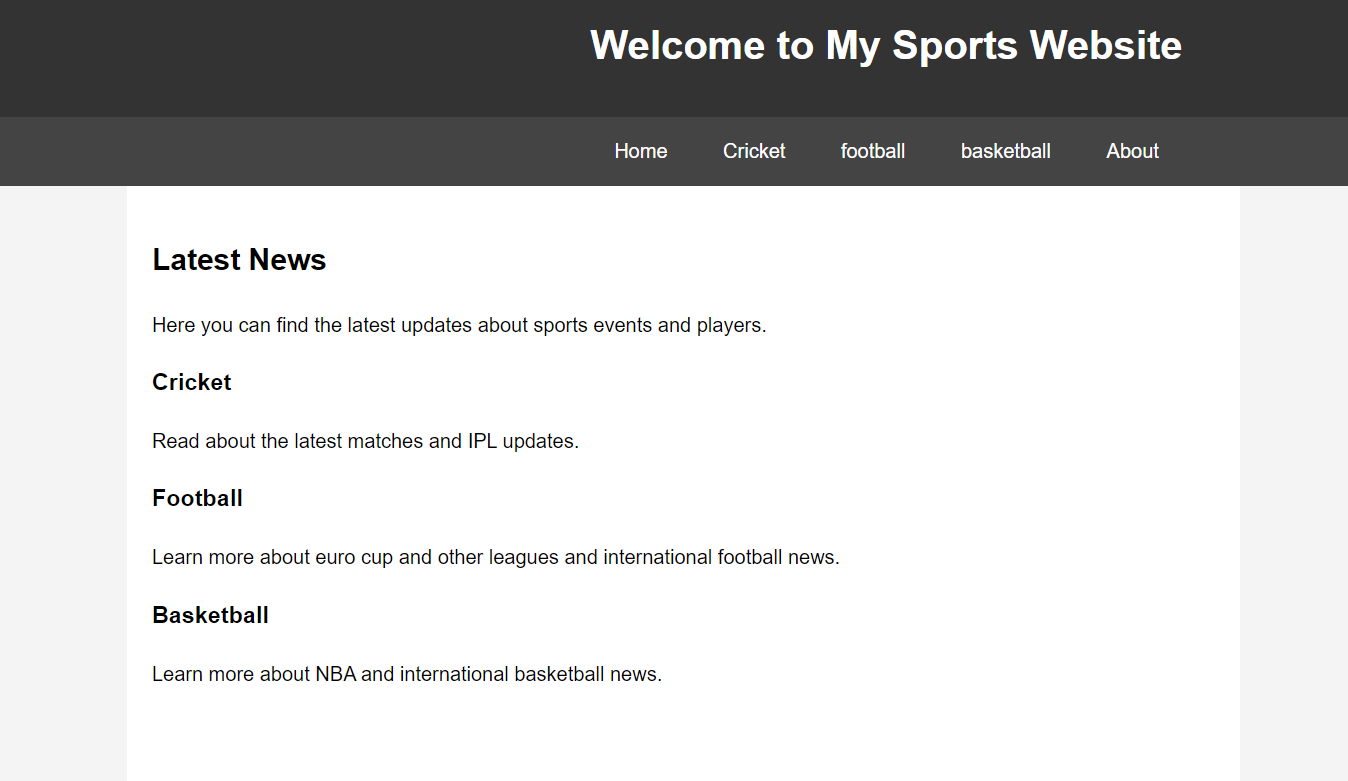 Welcome to My Sports Website
Home Cricket football basketball About
Latest News
Here you can find the latest updates about sports events and players.
Cricket
Read about the latest matches and IPL updates.
Football
Learn more about euro cup and other leagues and international football news.
Basketball
Learn more about NBA and international basketball news.